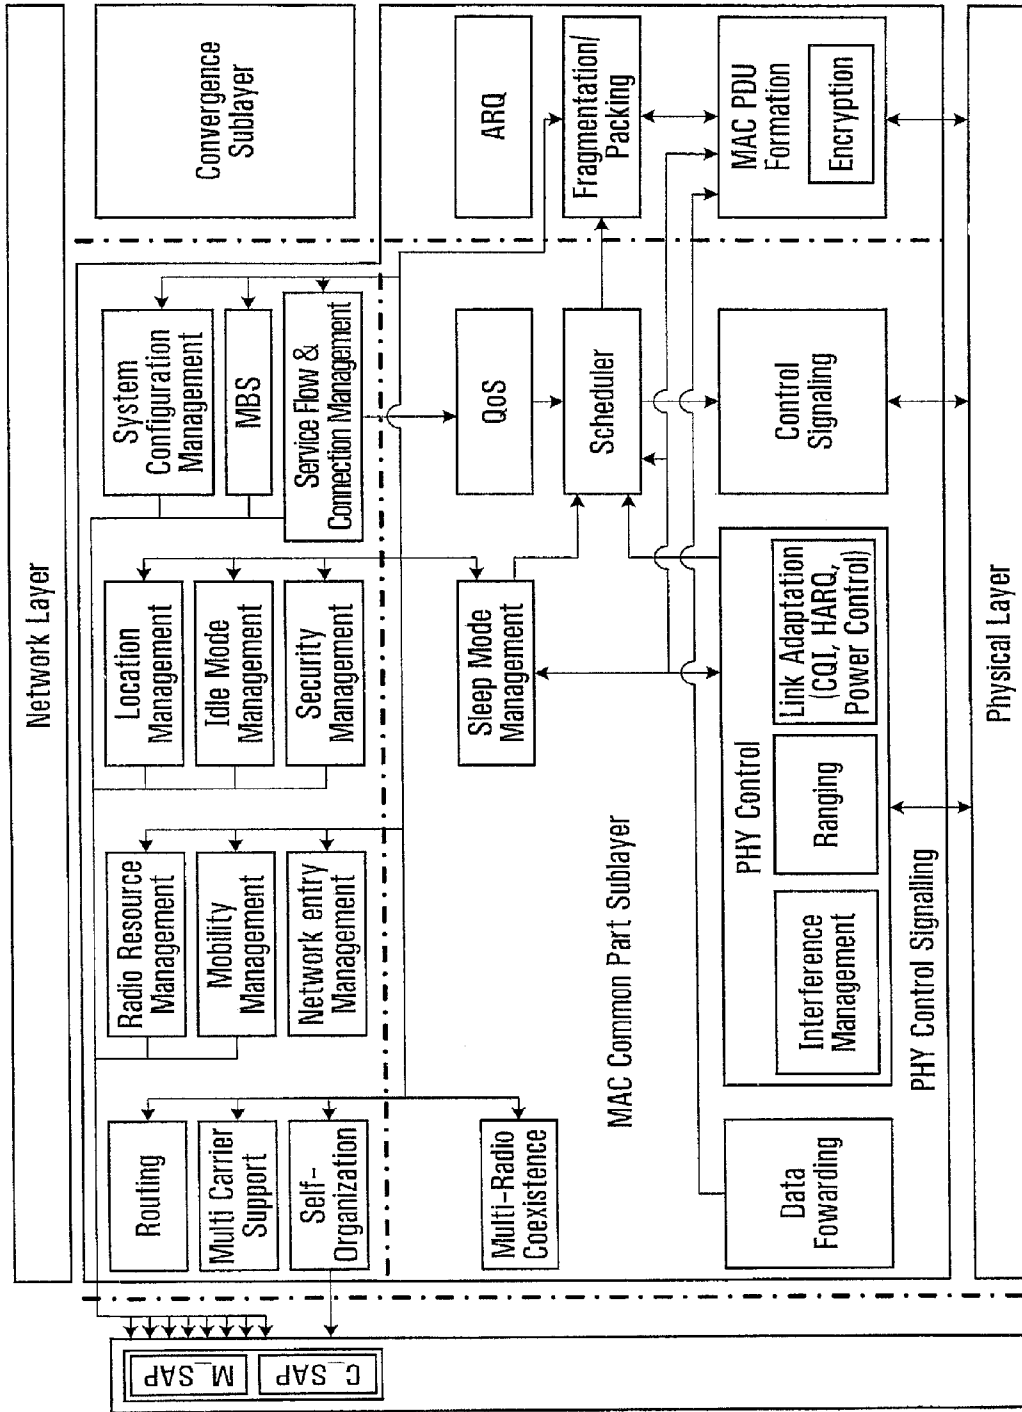 Network Layer
Routing
Multi Carrier
Support
Self-
Organization
Radio Resource
Management
Mobility
Management
Network entry
Management
Location
Management
Idle Mode
Management
Security
Management
System
Configuration
Management
MBS
Service Flow &
Connection Management
Convergence
Sublayer
M_SAP
C_SAP
Multi-Radio
Coexistence
Sleep Mode
Management
QoS
ARQ
Scheduler
Fragmentation/
Packing
MAC Common Part Sublayer
Data
Fowarding
PHY Control
Interference
Management
Ranging
Link Adaptation
(CQI, HARQ,
Power Control)
Control
Signaling
MAC PDU
Formation
Encryption
PHY Control Signalling
Physical Layer